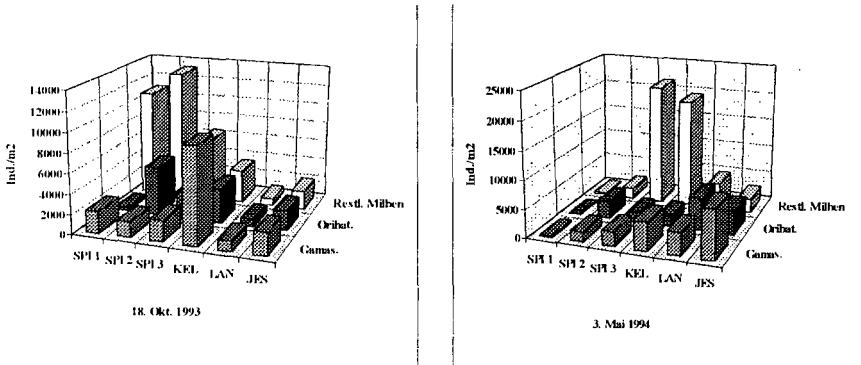 14000
12000
10000
8000
6000
4000
2000
0
Ind./m2
SPI 1
SPI 2
SPI 3
KEL
LAN
JES
Restl. Milben
Oribat.
Gamas.
18. Okt. 1993
25000
20000
15000
10000
5000
0
Ind./m2
SPI 1
SPI 2
SPI 3
KEL
LAN
JES
Restl. Milben
Oribat.
Gamas.
3. Mai 1994